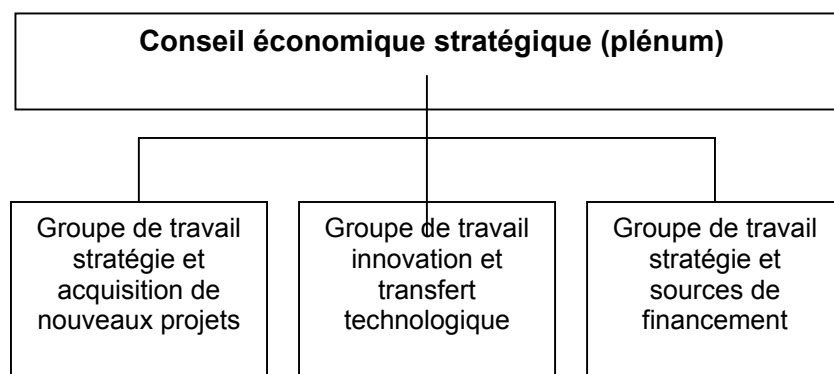 Conseil économique stratégique (plénum)
Groupe de travail
stratégie et
acquisition de
nouveaux projets
Groupe de travail
innovation et
transfert
technologique
Groupe de travail
stratégie et
sources de
financement